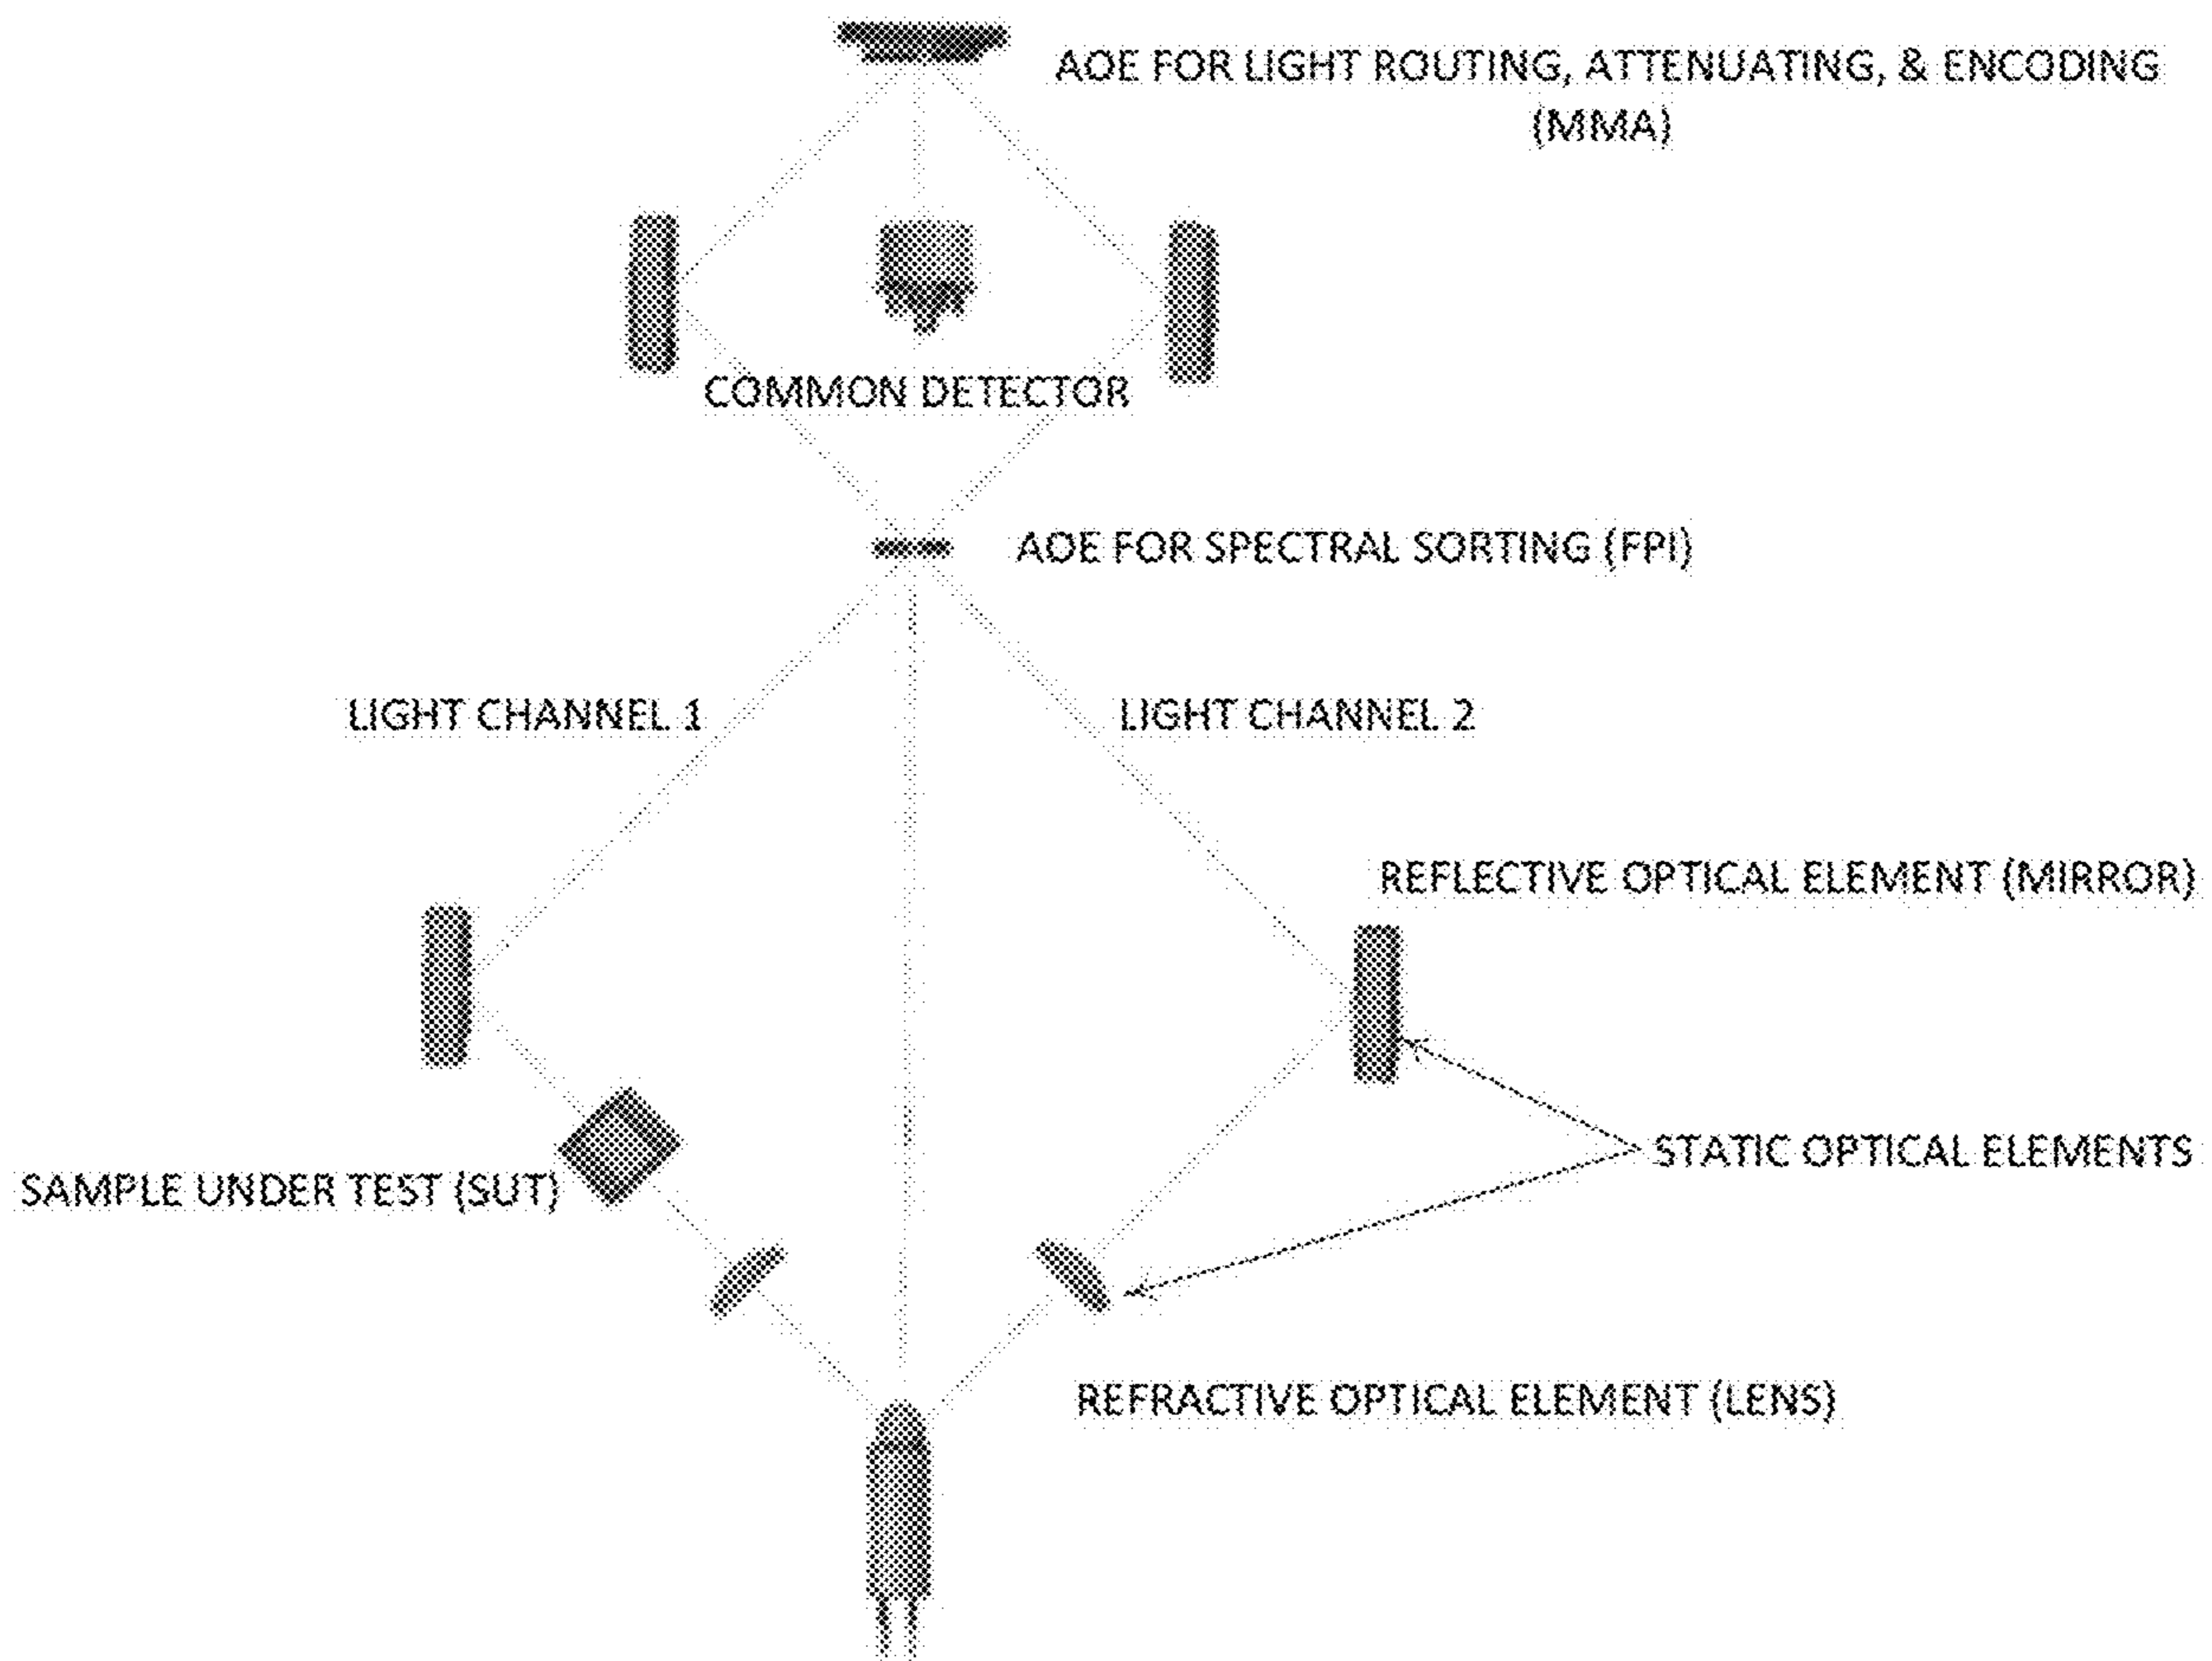 AOE FOR LIGHT ROUTING, ATTENUATING, & ENCODING
(MMA)
COMMON DETECTOR
AOE FOR SPECTRAL SORTING (FPI)
LIGHT CHANNEL 1
LIGHT CHANNEL 2
REFLECTIVE OPTICAL ELEMENT (MIRROR)
STATIC OPTICAL ELEMENTS
SAMPLE UNDER TEST (SUT)
REFRACTIVE OPTICAL ELEMENT (LENS)